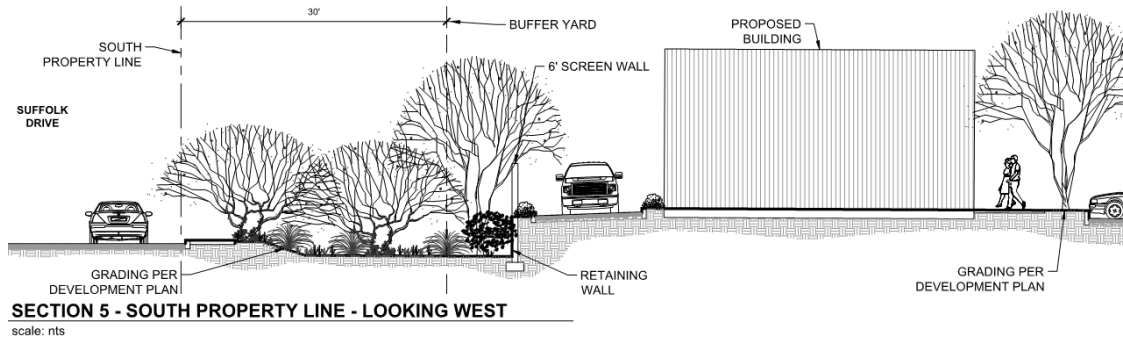 30'
BUFFER YARD
SOUTH
PROPERTY LINE
6' SCREEN WALL
PROPOSED
BUILDING
SUFFOLK
DRIVE
GRADING PER
DEVELOPMENT PLAN
RETAINING
WALL
GRADING PER
DEVELOPMENT PLAN
SECTION 5 - SOUTH PROPERTY LINE - LOOKING WEST
scale: nts